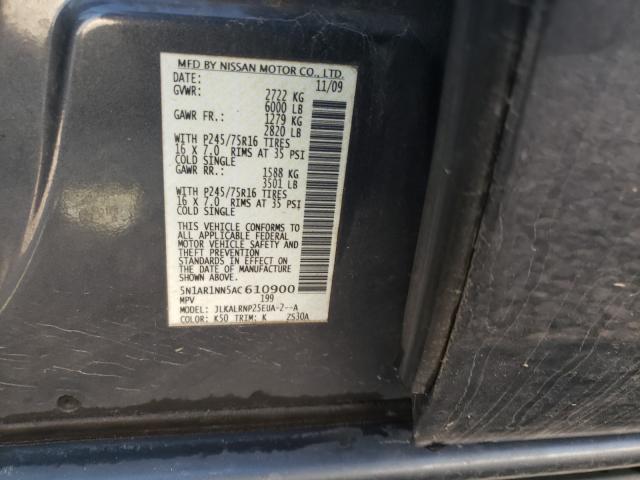 MFD BY NISSAN MOTOR CO., LTD.
DATE: 11/09
GVWR: 2722 KG
6000 LB
GAWR FR.: 1279 KG
2820 LB
WITH P245/75R16 TIRES
16 X 7.0 RIMS AT 35 PSI
COLD SINGLE
GAWR RR.: 1588 KG
3501 LB
WITH P245/75R16 TIRES
16 X 7.0 RIMS AT 35 PSI
COLD SINGLE
THIS VEHICLE CONFORMS TO
ALL APPLICABLE FEDERAL
MOTOR VEHICLE SAFETY AND
THEFT PREVENTION
STANDARDS IN EFFECT ON
THE DATE OF MANUFACTURE
SHOWN ABOVE.
5N1AR1NN5AC610900
MPV 199
MODEL: JLKALRNP25EUA-Z--A
COLOR: K50 TRIM: K ZS30A